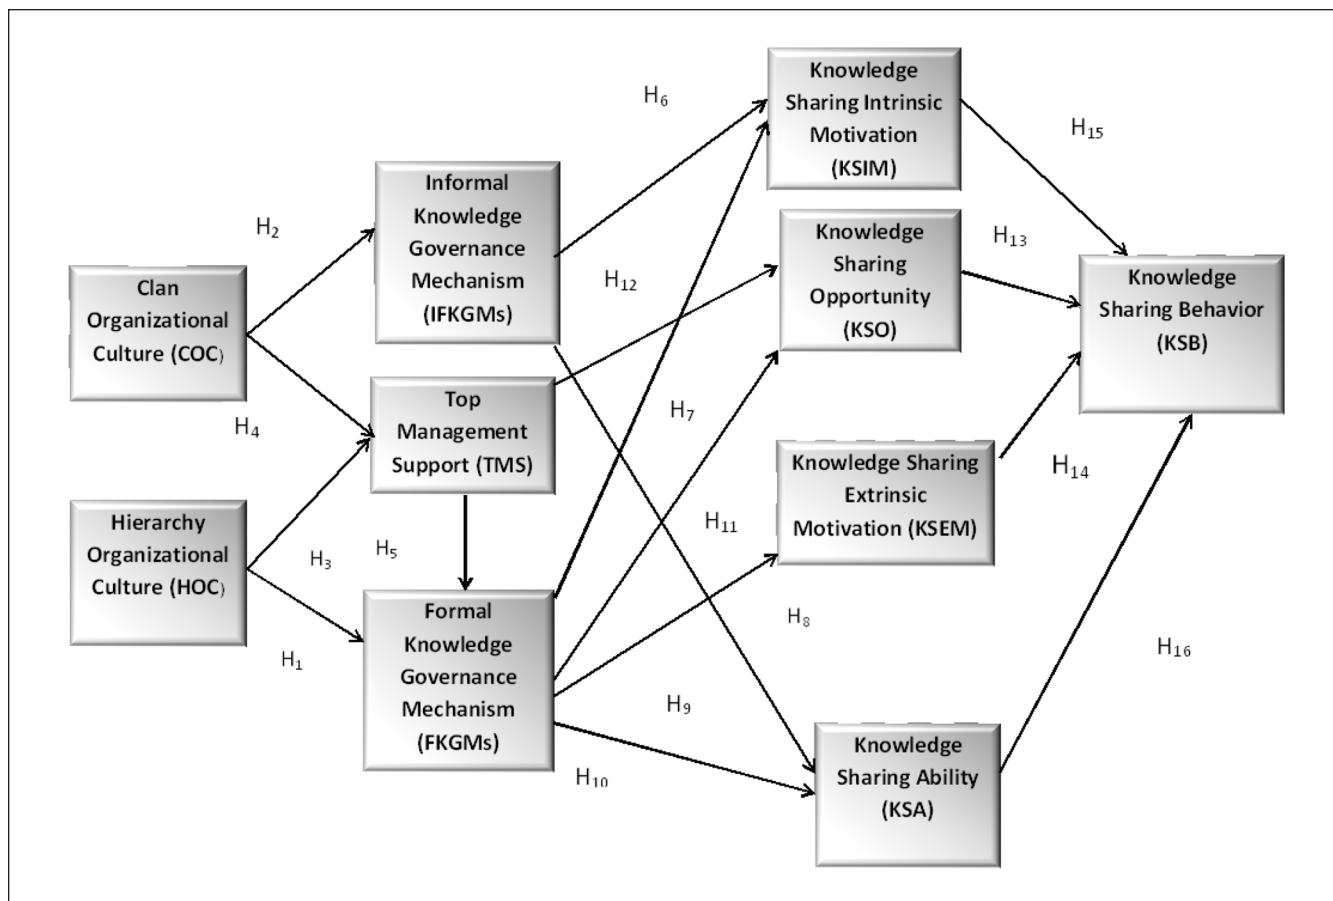 Knowledge
Sharing Intrinsic
Motivation
(KSIM)
H₆
H₁₅
Informal
Knowledge
Governance
Mechanism
(IFKGMs)
H₂
H₁₂
Knowledge
Sharing
Opportunity
(KSO)
H₁₃
Clan
Organizational
Culture (COC)
Knowledge
Sharing Behavior
(KSB)
H₄
Top
Management
Support (TMS)
H₇
Knowledge Sharing
Extrinsic
Motivation (KSEM)
H₁₄
Hierarchy
Organizational
Culture (HOC)
H₃
H₅
H₁₁
H₁
Formal
Knowledge
Governance
Mechanism
(FKGMs)
H₈
H₁₆
H₉
H₁₀
Knowledge
Sharing Ability
(KSA)